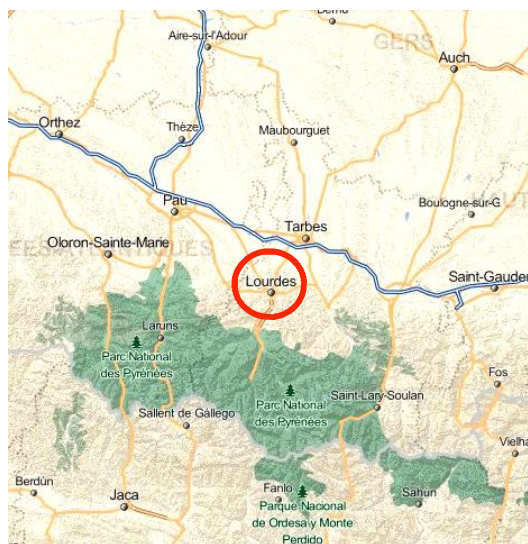 Aire-sur-l'Adour
GERS
Auch
Orthez
Thèze
Maubourguet
Pau
Boulogne-sur-G
Tarbes
Oloron-Sainte-Marie
Lourdes
Saint-Gauden
Laruns
Parc National
des Pyrénées
Fos
Parc National
des Pyrénées
Saint-Lary-Soulan
Sallent de Gállego
Vielha
Berdún
Jaca
Fanlo
Sahun
Parque Nacional
de Ordesa y Monte
Perdido